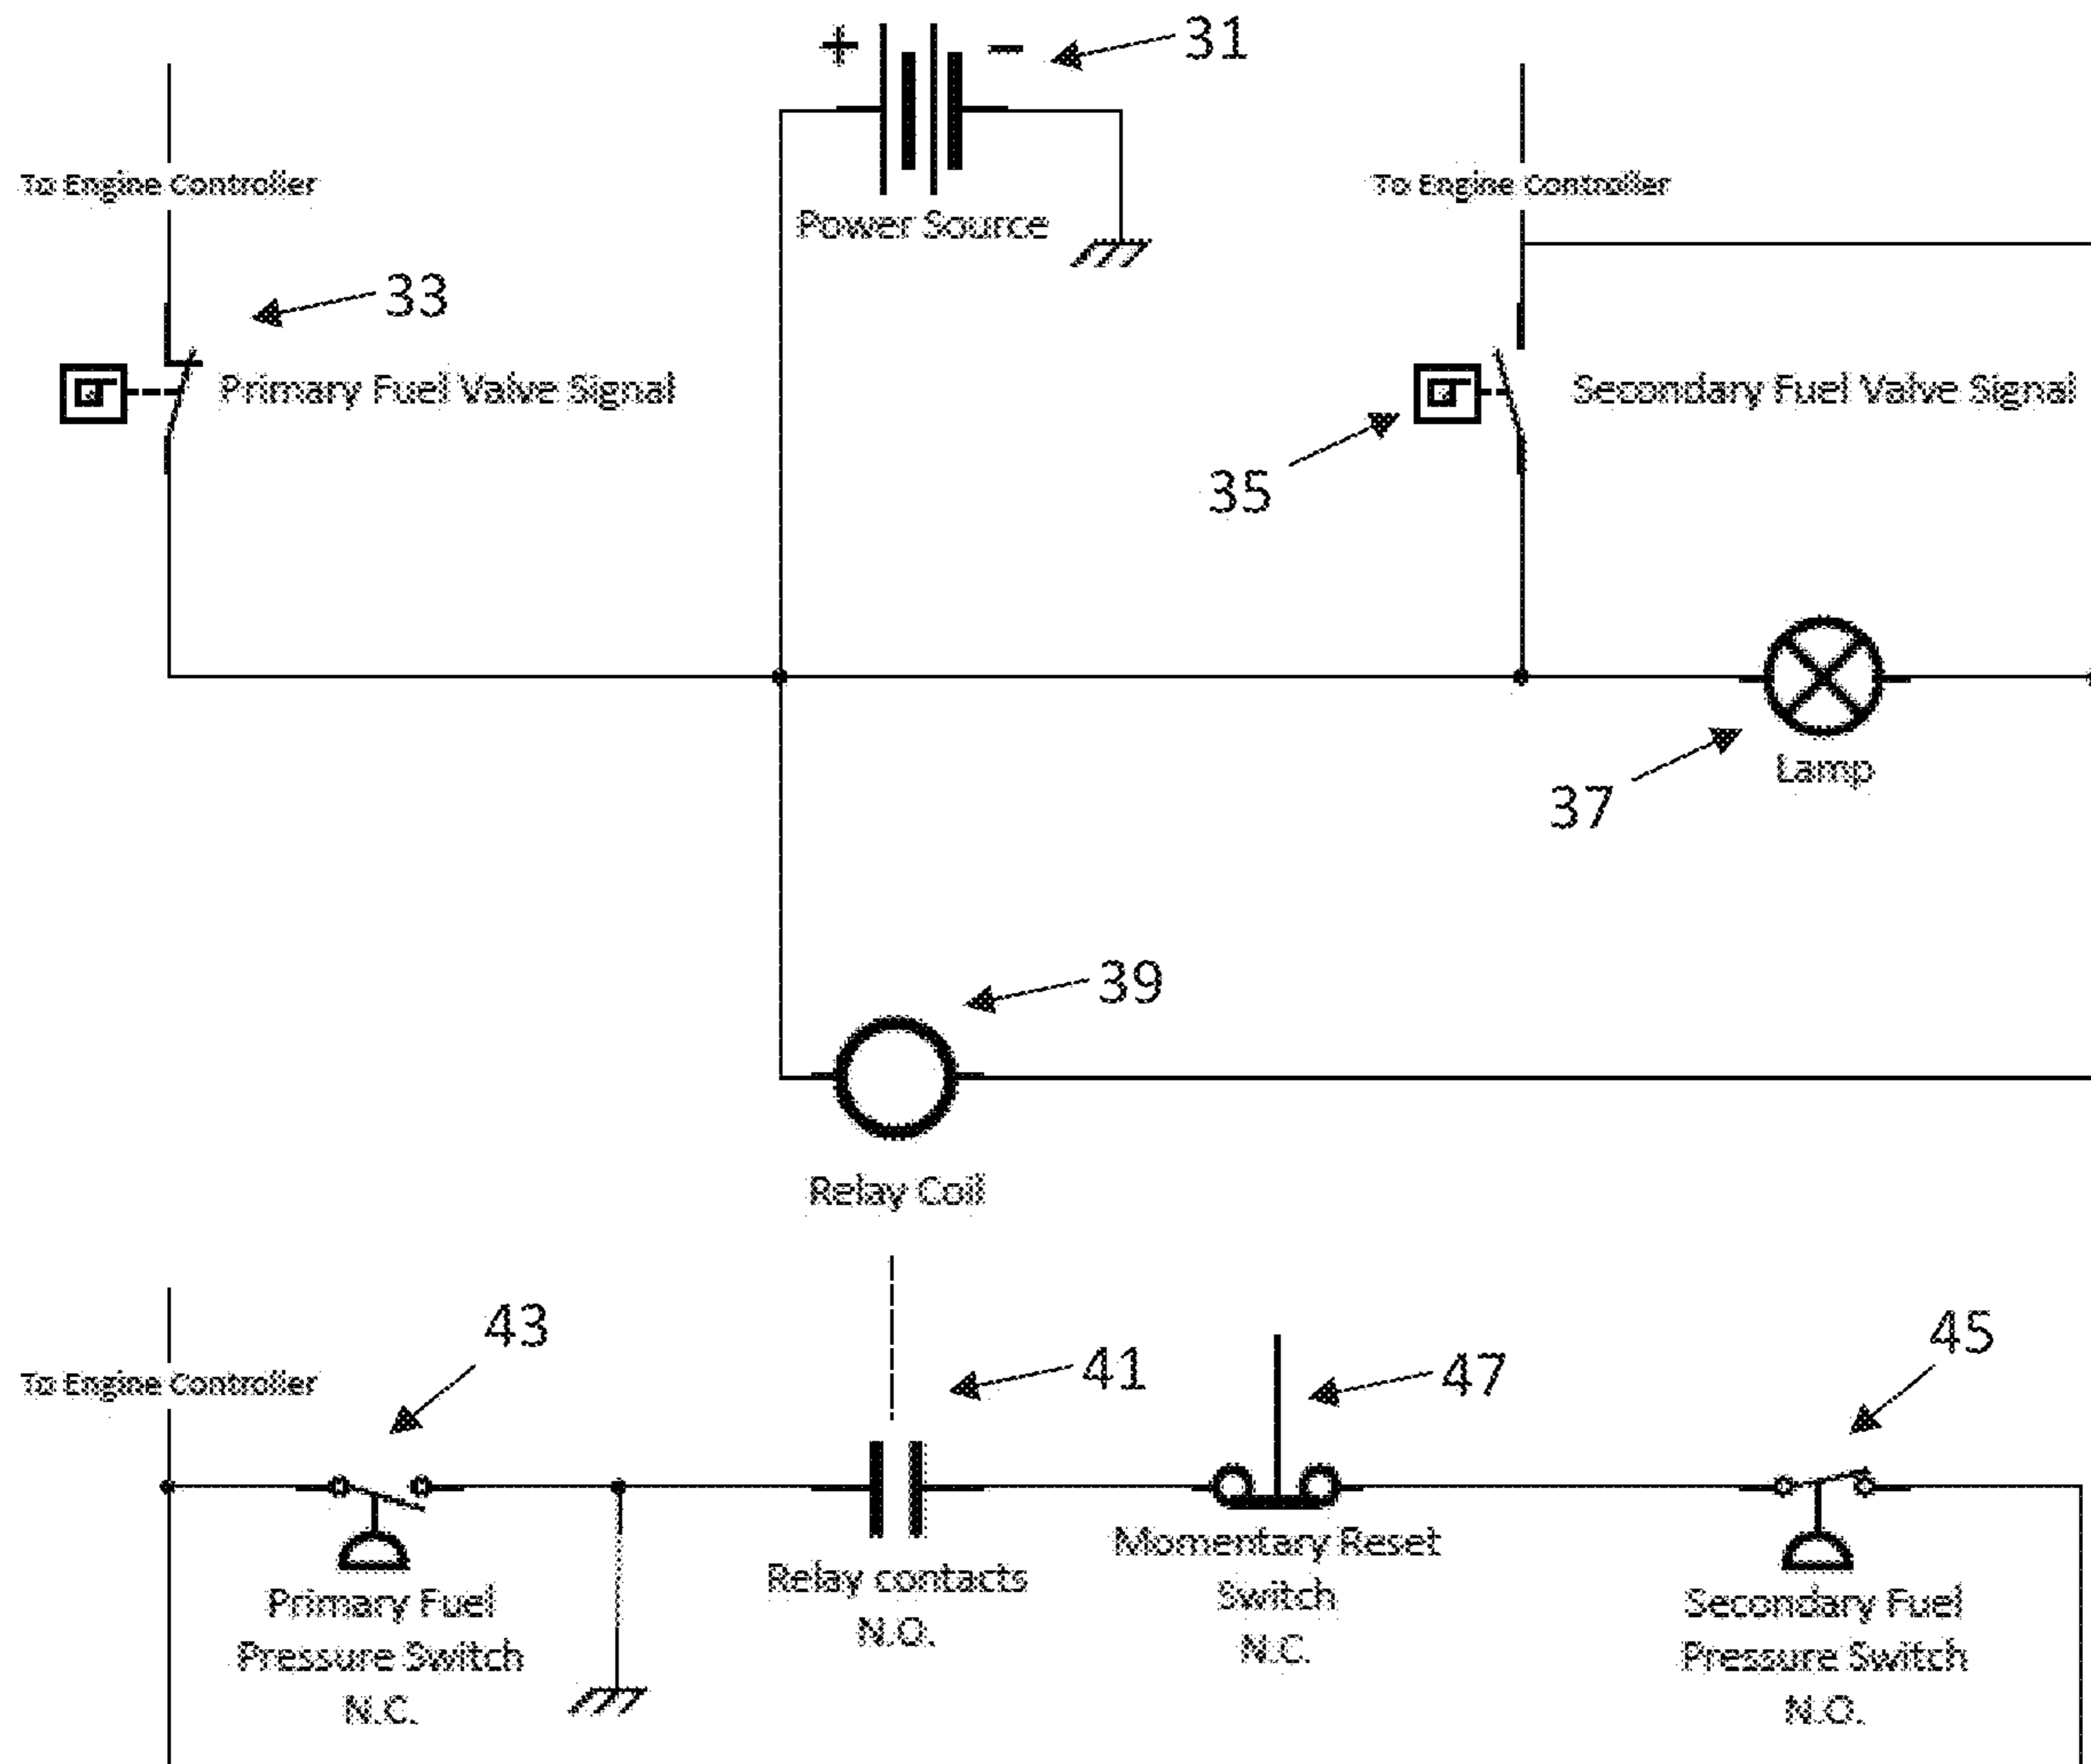 + − 31
To Engine Controller
To Engine Controller
Power Source
33
Primary Fuel Valve Signal
Secondary Fuel Valve Signal
35
37
Lamp
39
Relay Coil
43
41
47
45
To Engine Controller
Primary Fuel
Pressure Switch
N.C.
Relay contacts
N.O.
Momentary Reset
Switch
N.C.
Secondary Fuel
Pressure Switch
N.O.